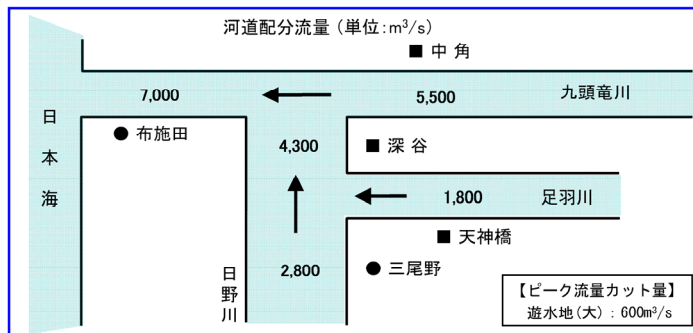 河道配分流量（単位：m³/s）
■ 中 角
7,000
5,500
九頭竜川
日本海
● 布施田
4,300
■ 深 谷
1,800
足羽川
■ 天神橋
日野川
2,800
● 三尾野
【ピーク流量カット量】
遊水地（大）：600m³/s